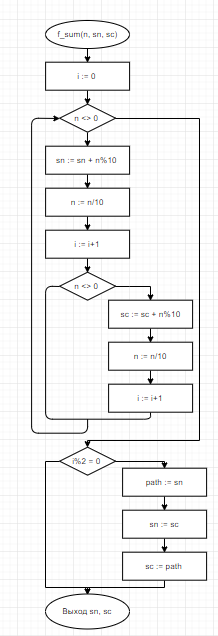 f_sum(n, sn, sc)
i := 0
n <> 0
sn := sn + n%10
n := n/10
i := i+1
n <> 0
sc := sc + n%10
n := n/10
i := i+1
i%2 = 0
path := sn
sn := sc
sc := path
Выход sn, sc